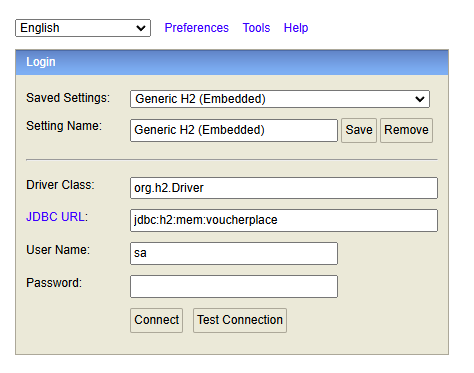 English Preferences Tools Help
Login
Saved Settings: Generic H2 (Embedded)
Setting Name: Generic H2 (Embedded) Save Remove
Driver Class: org.h2.Driver
JDBC URL: jdbc:h2:mem:voucherplace
User Name: sa
Password:
Connect Test Connection